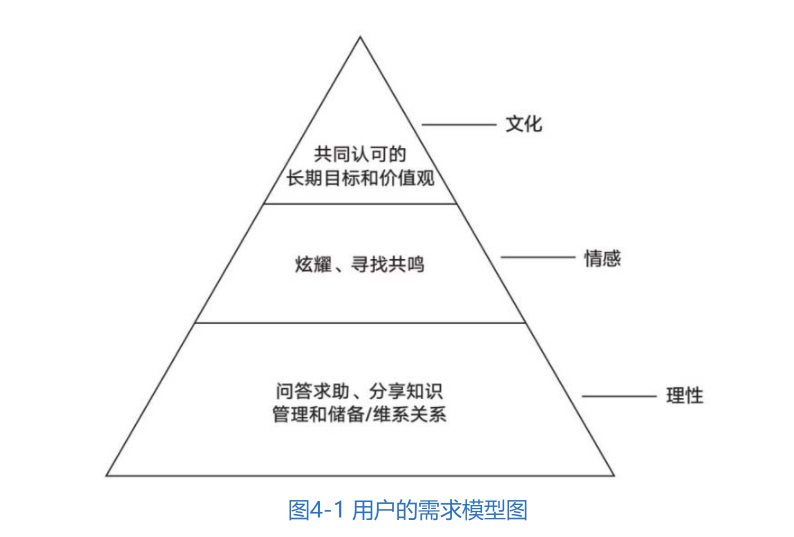 文化
共同认可的
长期目标和价值观
情感
炫耀、寻找共鸣
问答求助、分享知识
理性
管理和储备/维系关系
图4-1 用户的需求模型图